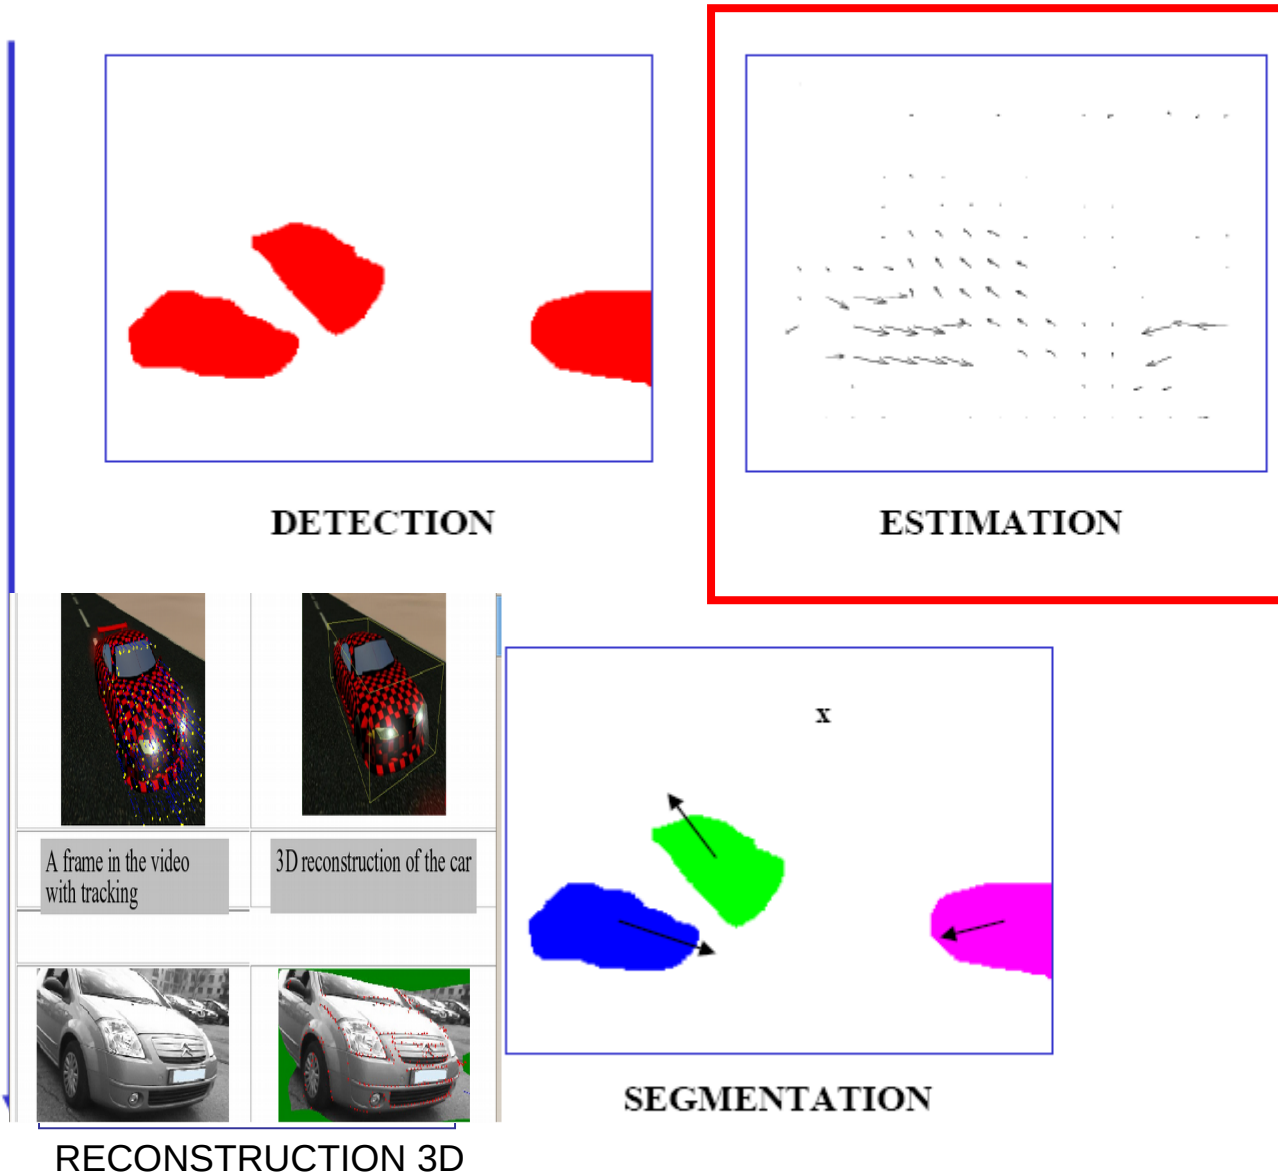 DETECTION
ESTIMATION
A frame in the video
with tracking
3D reconstruction of the car
x
SEGMENTATION
RECONSTRUCTION 3D